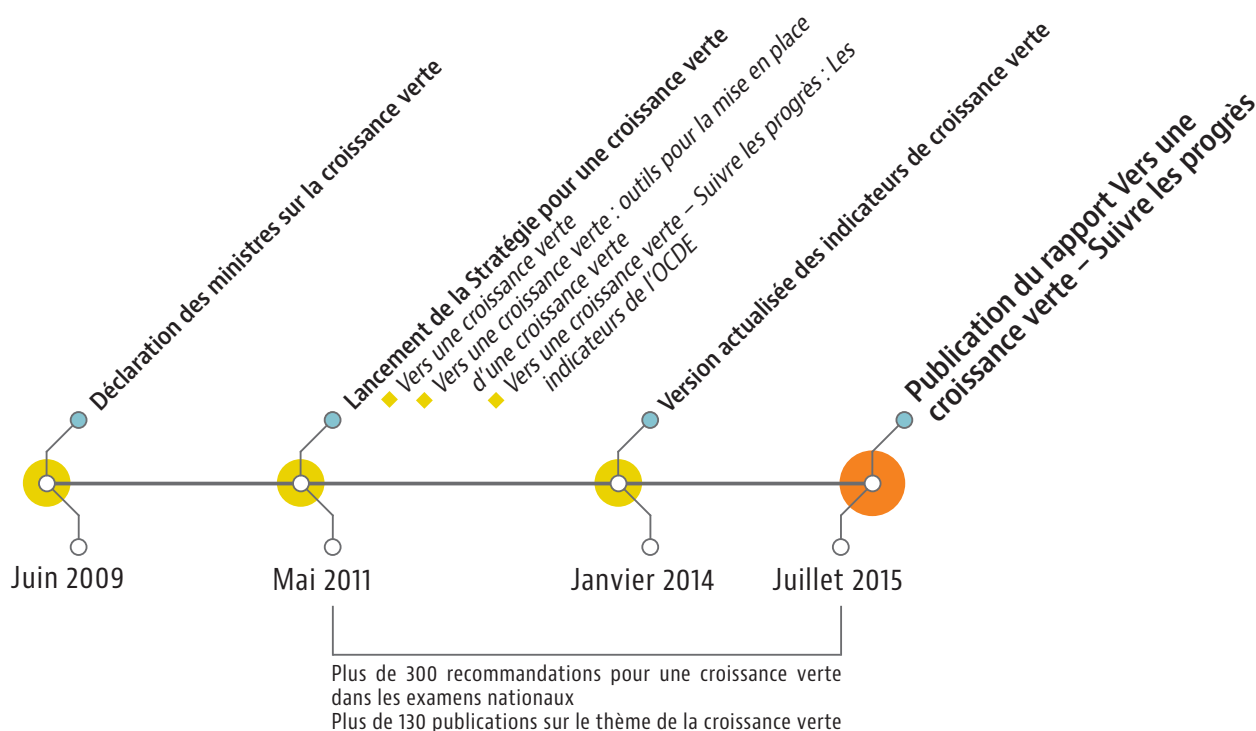 Déclaration des ministres sur la croissance verte
Lancement de la Stratégie pour une croissance verte
Vers une croissance verte
Vers une croissance verte : outils pour la mise en place
d'une croissance verte
Vers une croissance verte – Suivre les progrès : Les
indicateurs de l'OCDE
Version actualisée des indicateurs de croissance verte
Publication du rapport Vers une
croissance verte – Suivre les progrès
Juin 2009
Mai 2011
Janvier 2014
Juillet 2015
Plus de 300 recommandations pour une croissance verte
dans les examens nationaux
Plus de 130 publications sur le thème de la croissance verte